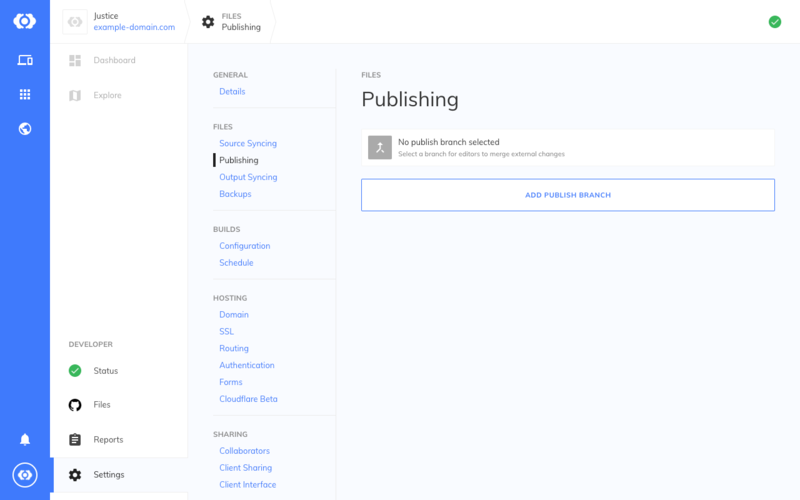 Justice
example-domain.com
FILES
Publishing
Dashboard
Explore
DEVELOPER
Status
Files
Reports
Settings
GENERAL
Details
FILES
Source Syncing
Publishing
Output Syncing
Backups
BUILDS
Configuration
Schedule
HOSTING
Domain
SSL
Routing
Authentication
Forms
Cloudflare Beta
SHARING
Collaborators
Client Sharing
Client Interface
FILES
Publishing
No publish branch selected
Select a branch for editors to merge external changes
ADD PUBLISH BRANCH